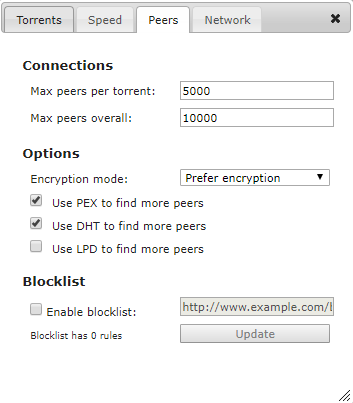 Torrents Speed Peers Network
Connections
Max peers per torrent: 5000
Max peers overall: 10000
Options
Encryption mode: Prefer encryption
Use PEX to find more peers
Use DHT to find more peers
Use LPD to find more peers
Blocklist
Enable blocklist: http://www.example.com/
Blocklist has 0 rules Update